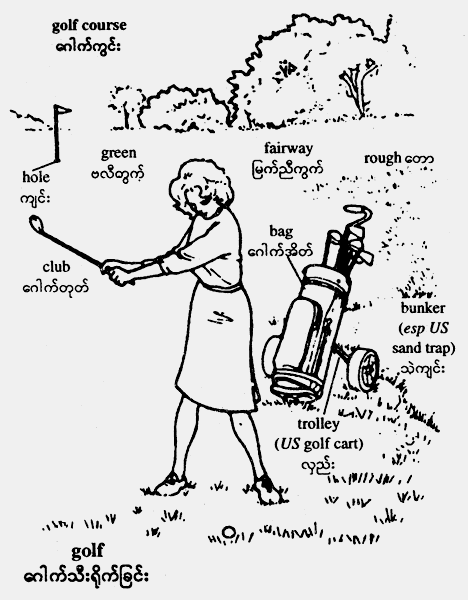 golf course
ဂေါက်ကွင်း
green
ဗလီတွက်
fairway
မြက်ညီကွက်
rough တော
hole
ကျင်း
bag
ဂေါက်အိတ်
club
ဂေါက်တုတ်
bunker
(esp US
sand trap)
သဲကျင်း
trolley
(US golf cart)
လှည်း
golf
ဂေါက်သီးရိုက်ခြင်း